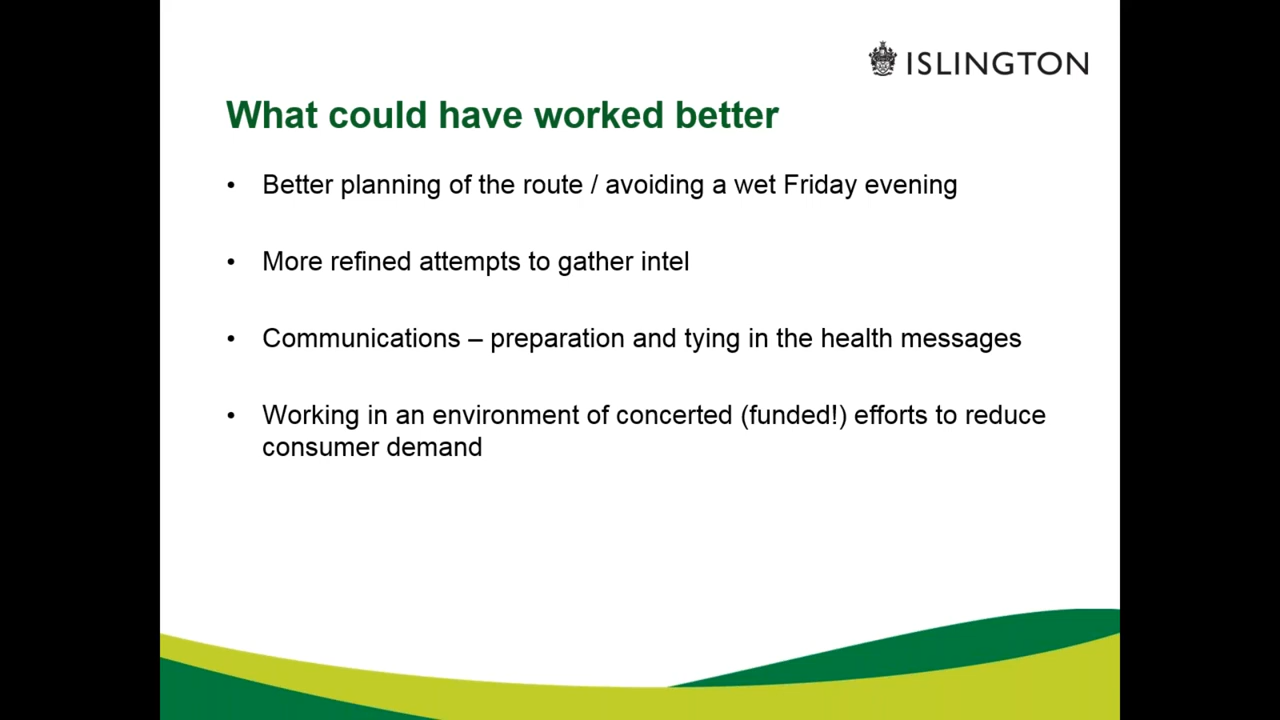 ISLINGTON
What could have worked better
• Better planning of the route / avoiding a wet Friday evening
• More refined attempts to gather intel
• Communications – preparation and tying in the health messages
• Working in an environment of concerted (funded!) efforts to reduce
consumer demand